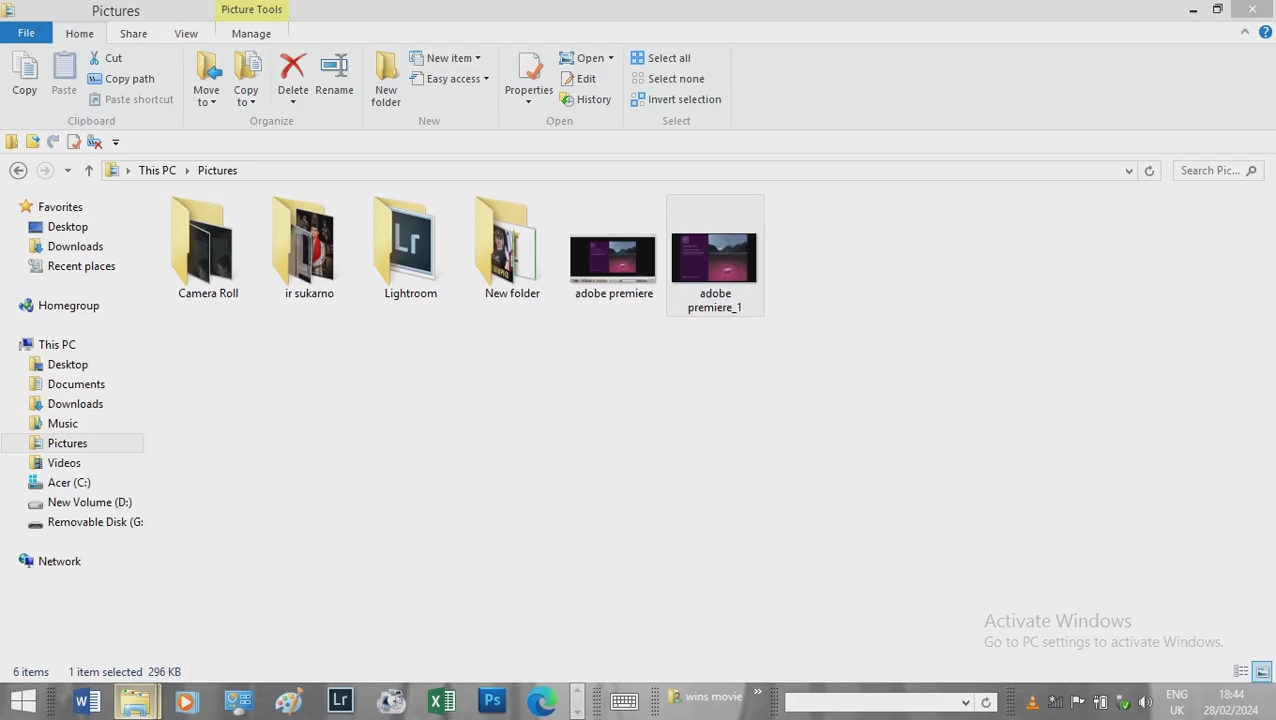 Pictures
Picture Tools
File
Home
Share
View
Manage
Copy
Paste
Cut
Copy path
Paste shortcut
Clipboard
Move to
Copy to
Delete
Rename
Organize
New folder
New item
Easy access
New
Properties
Open
Edit
History
Open
Select all
Select none
Invert selection
Select
This PC
Pictures
Search Pic...
Favorites
Desktop
Downloads
Recent places
Homegroup
This PC
Desktop
Documents
Downloads
Music
Pictures
Videos
Acer (C:)
New Volume (D:)
Removable Disk (G:
Network
Camera Roll
ir sukarno
Lightroom
New folder
adobe premiere
adobe
premiere_1
Lr
Activate Windows
Go to PC settings to activate Windows.
6 items
1 item selected 296 KB
Lr
Ps
wins movie
ENG
UK
18:44
28/02/2024